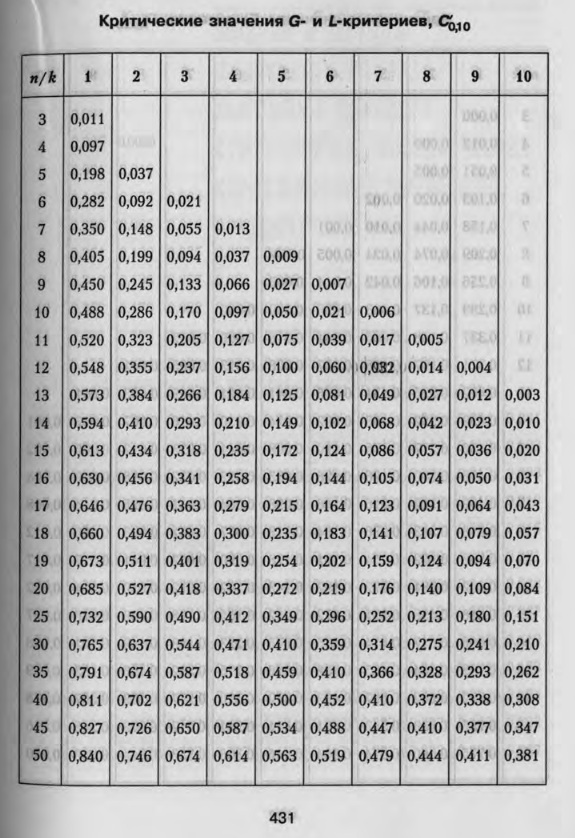 Критические значения G- и L-критериев, C′0,10
n/k 1 2 3 4 5 6 7 8 9 10
3 0,011
4 0,097
5 0,198 0,037
6 0,282 0,092 0,021
7 0,350 0,148 0,055 0,013
8 0,405 0,199 0,094 0,037 0,009
9 0,450 0,245 0,133 0,066 0,027 0,007
10 0,488 0,286 0,170 0,097 0,050 0,021 0,006
11 0,520 0,323 0,205 0,127 0,075 0,039 0,017 0,005
12 0,548 0,355 0,237 0,156 0,100 0,060 0,032 0,014 0,004
13 0,573 0,384 0,266 0,184 0,125 0,081 0,049 0,027 0,012 0,003
14 0,594 0,410 0,293 0,210 0,149 0,102 0,068 0,042 0,023 0,010
15 0,613 0,434 0,318 0,235 0,172 0,124 0,086 0,057 0,036 0,020
16 0,630 0,456 0,341 0,258 0,194 0,144 0,105 0,074 0,050 0,031
17 0,646 0,476 0,363 0,279 0,215 0,164 0,123 0,091 0,064 0,043
18 0,660 0,494 0,383 0,300 0,235 0,183 0,141 0,107 0,079 0,057
19 0,673 0,511 0,401 0,319 0,254 0,202 0,159 0,124 0,094 0,070
20 0,685 0,527 0,418 0,337 0,272 0,219 0,176 0,140 0,109 0,084
25 0,732 0,590 0,490 0,412 0,349 0,296 0,252 0,213 0,180 0,151
30 0,765 0,637 0,544 0,471 0,410 0,359 0,314 0,275 0,241 0,210
35 0,791 0,674 0,587 0,518 0,459 0,410 0,366 0,328 0,293 0,262
40 0,811 0,702 0,621 0,556 0,500 0,452 0,410 0,372 0,338 0,308
45 0,827 0,726 0,650 0,587 0,534 0,488 0,447 0,410 0,377 0,347
50 0,840 0,746 0,674 0,614 0,563 0,519 0,479 0,444 0,411 0,381
431